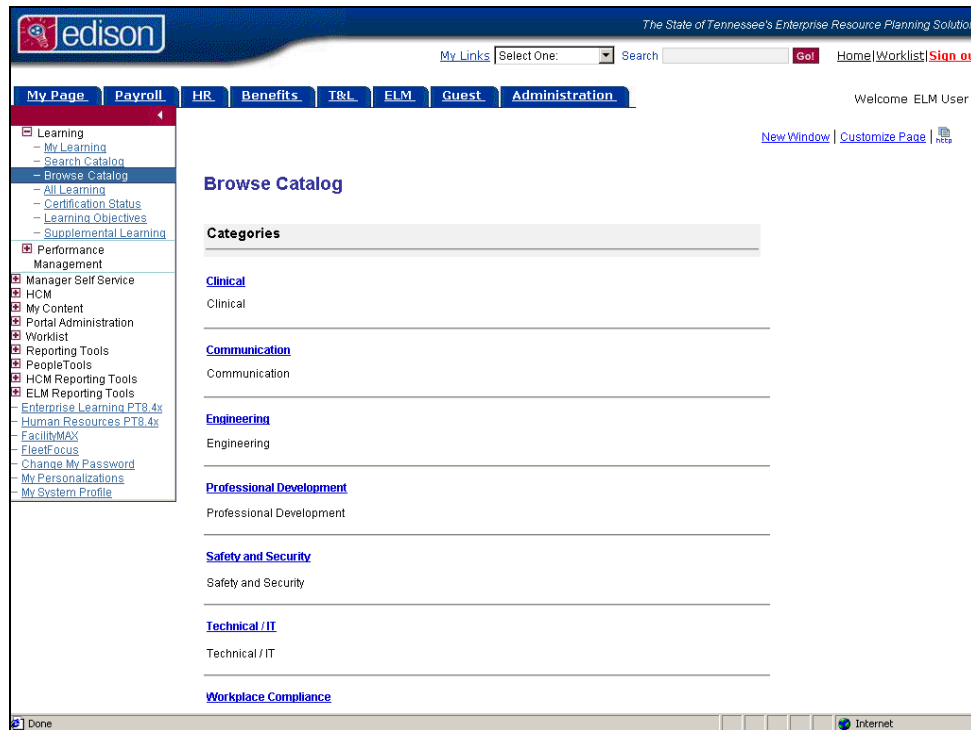 edison
The State of Tennessee's Enterprise Resource Planning Solution
My Links Select One: Search Go! Home|Worklist|Sign ou
My Page Payroll HR Benefits T&L ELM Guest Administration
Welcome ELM User
New Window | Customize Page | http
Learning
My Learning
Search Catalog
Browse Catalog
All Learning
Certification Status
Learning Objectives
Supplemental Learning
Performance
Management
Manager Self Service
HCM
My Content
Portal Administration
Worklist
Reporting Tools
PeopleTools
HCM Reporting Tools
ELM Reporting Tools
Enterprise Learning PT8.4x
Human Resources PT8.4x
FacilityMAX
FleetFocus
Change My Password
My Personalizations
My System Profile
Browse Catalog
Categories
Clinical
Clinical
Communication
Communication
Engineering
Engineering
Professional Development
Professional Development
Safety and Security
Safety and Security
Technical / IT
Technical / IT
Workplace Compliance
Done
Internet